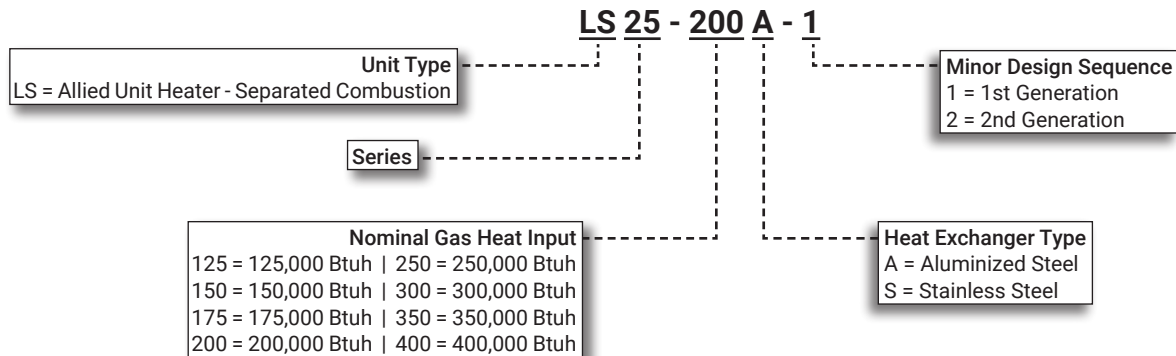 LS 25 - 200 A - 1
Unit Type
LS = Allied Unit Heater - Separated Combustion
Minor Design Sequence
1 = 1st Generation
2 = 2nd Generation
Series
Nominal Gas Heat Input
125 = 125,000 Btuh | 250 = 250,000 Btuh
150 = 150,000 Btuh | 300 = 300,000 Btuh
175 = 175,000 Btuh | 350 = 350,000 Btuh
200 = 200,000 Btuh | 400 = 400,000 Btuh
Heat Exchanger Type
A = Aluminized Steel
S = Stainless Steel